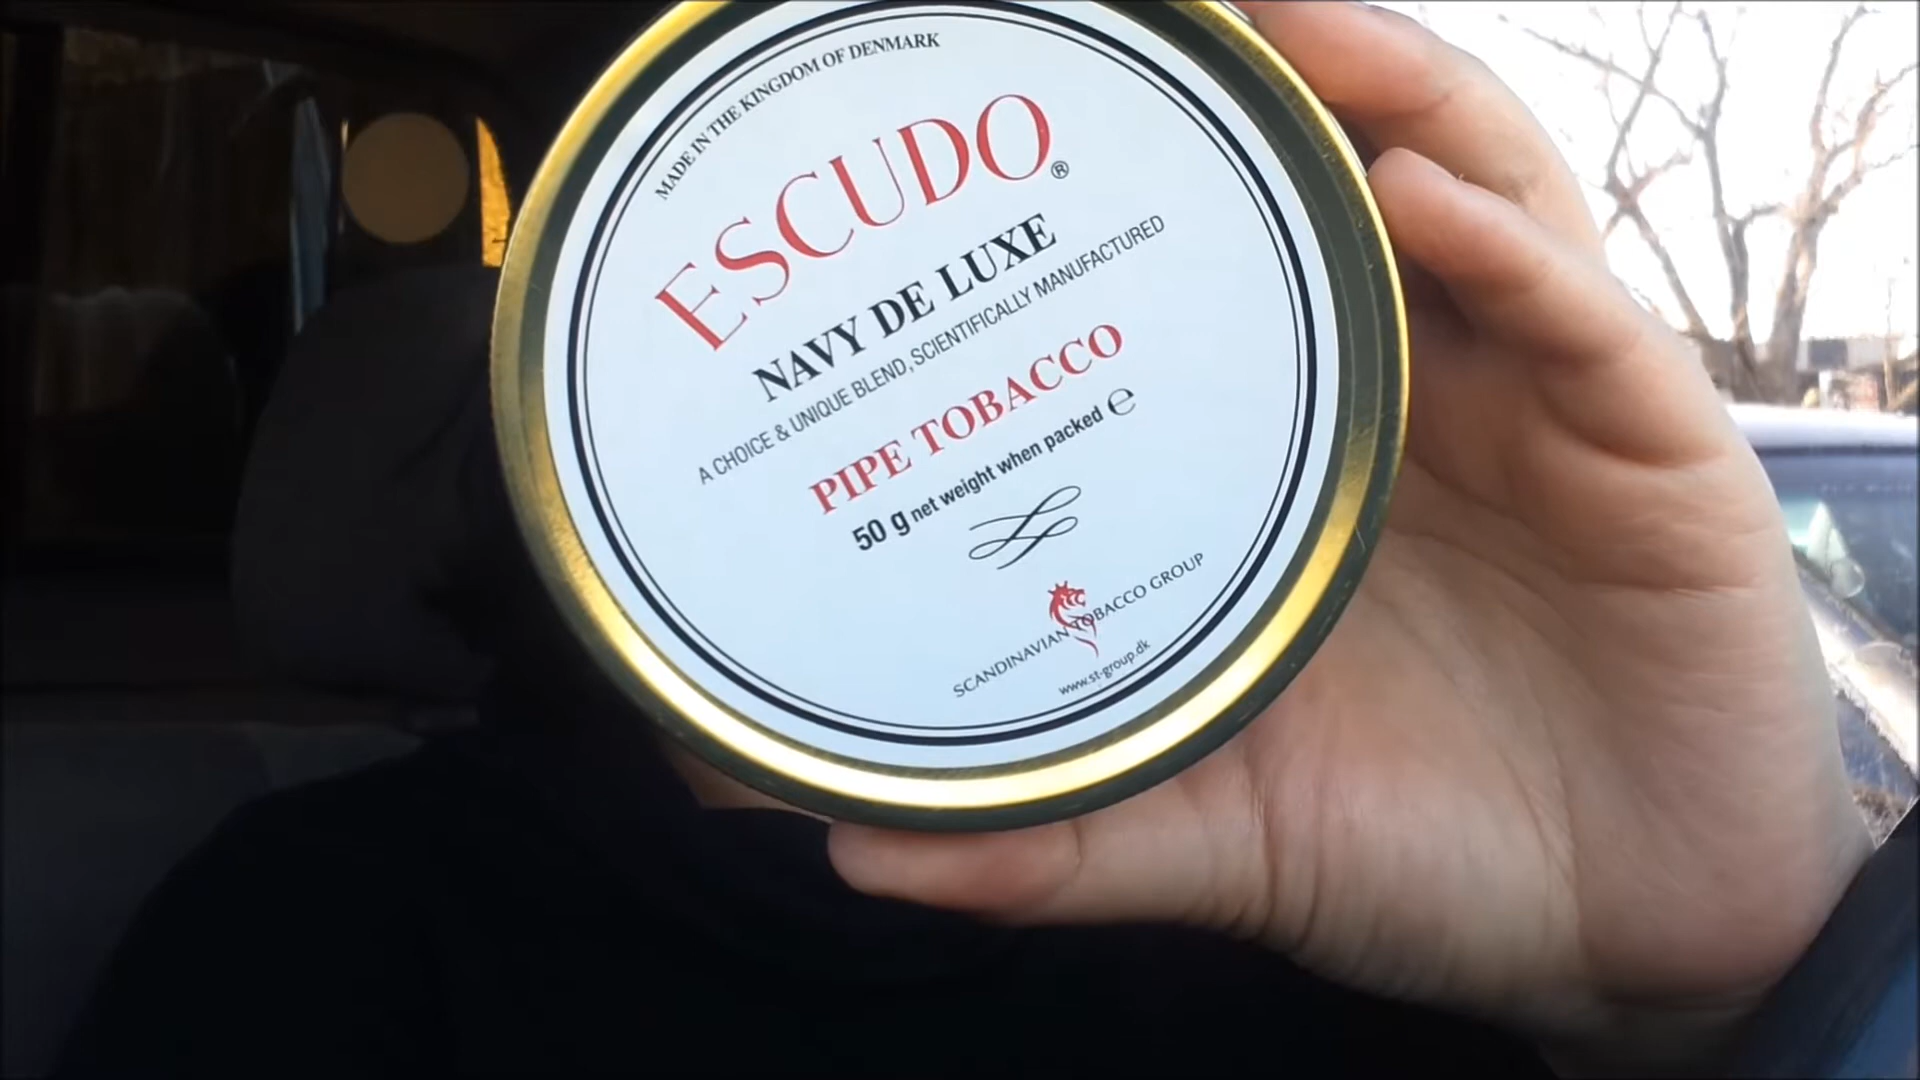 MADE IN THE KINGDOM OF DENMARK
ESCUDO®
NAVY DE LUXE
A CHOICE & UNIQUE BLEND, SCIENTIFICALLY MANUFACTURED
PIPE TOBACCO
50 g net weight when packed ℮
SCANDINAVIAN TOBACCO GROUP
www.st-group.dk